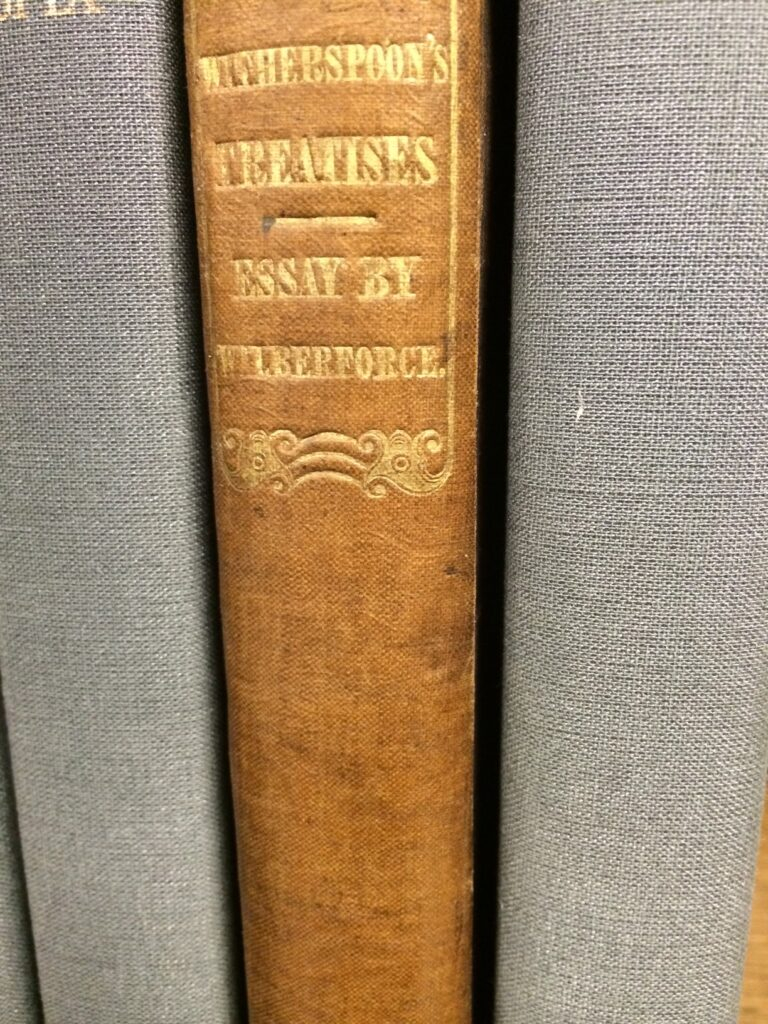 WITHERSPOON'S
TREATISES
ESSAY BY
WILBERFORCE.